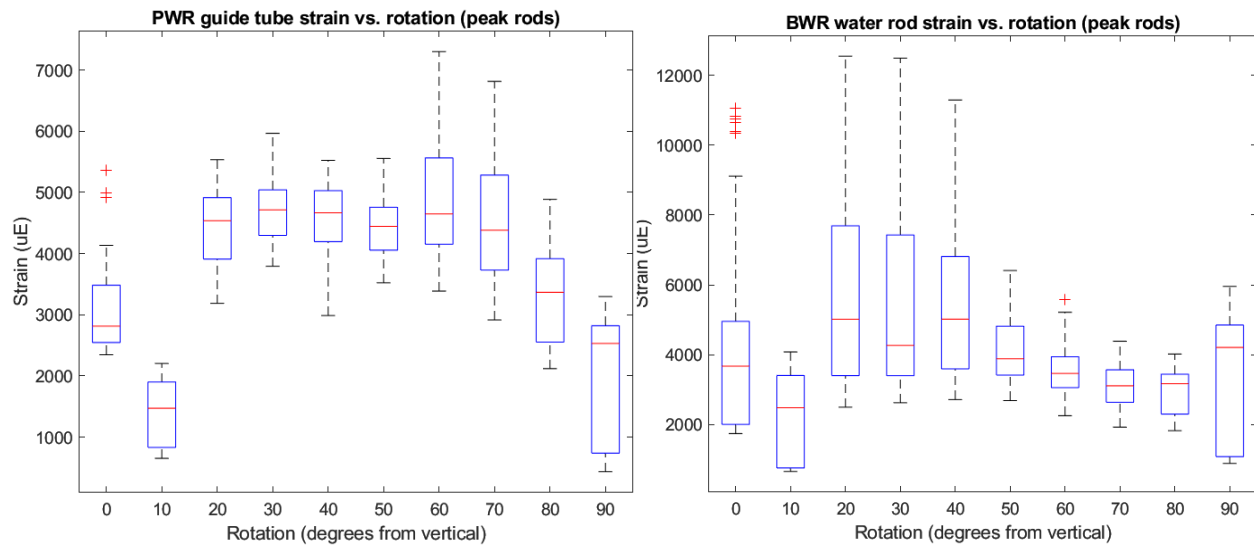 PWR guide tube strain vs. rotation (peak rods)
Strain (uE)
7000
6000
5000
4000
3000
2000
1000
0 10 20 30 40 50 60 70 80 90
Rotation (degrees from vertical)
BWR water rod strain vs. rotation (peak rods)
Strain (uE)
12000
10000
8000
6000
4000
2000
0
0 10 20 30 40 50 60 70 80 90
Rotation (degrees from vertical)